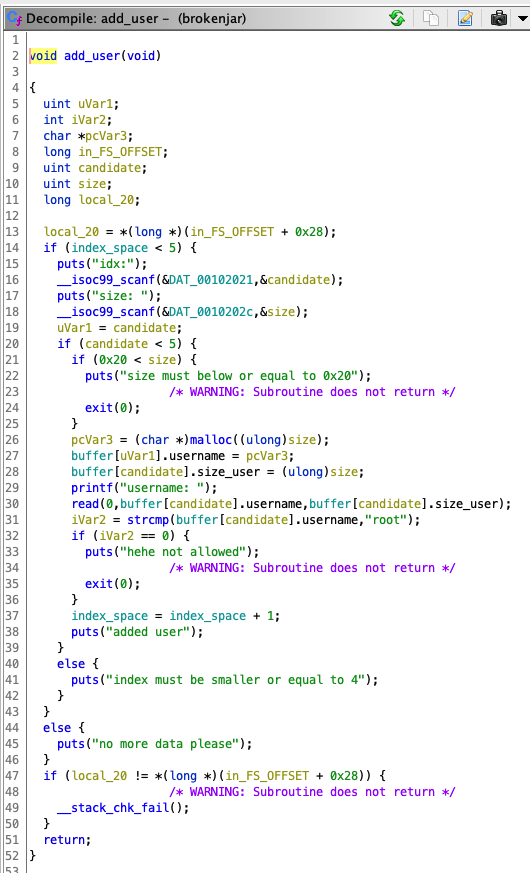 Decompile: add_user - (brokenjar)
1
2 void add_user(void)
3
4 {
5 uint uVar1;
6 int iVar2;
7 char *pcVar3;
8 long in_FS_OFFSET;
9 uint candidate;
10 uint size;
11 long local_20;
12
13 local_20 = *(long *)(in_FS_OFFSET + 0x28);
14 if (index_space < 5) {
15 puts("idx:");
16 __isoc99_scanf(&DAT_00102021,&candidate);
17 puts("size: ");
18 __isoc99_scanf(&DAT_0010202c,&size);
19 uVar1 = candidate;
20 if (candidate < 5) {
21 if (0x20 < size) {
22 puts("size must below or equal to 0x20");
23 /* WARNING: Subroutine does not return */
24 exit(0);
25 }
26 pcVar3 = (char *)malloc((ulong)size);
27 buffer[uVar1].username = pcVar3;
28 buffer[candidate].size_user = (ulong)size;
29 printf("username: ");
30 read(0,buffer[candidate].username,buffer[candidate].size_user);
31 iVar2 = strcmp(buffer[candidate].username,"root");
32 if (iVar2 == 0) {
33 puts("hehe not allowed");
34 /* WARNING: Subroutine does not return */
35 exit(0);
36 }
37 index_space = index_space + 1;
38 puts("added user");
39 }
40 else {
41 puts("index must be smaller or equal to 4");
42 }
43 }
44 else {
45 puts("no more data please");
46 }
47 if (local_20 != *(long *)(in_FS_OFFSET + 0x28)) {
48 /* WARNING: Subroutine does not return */
49 __stack_chk_fail();
50 }
51 return;
52 }
53